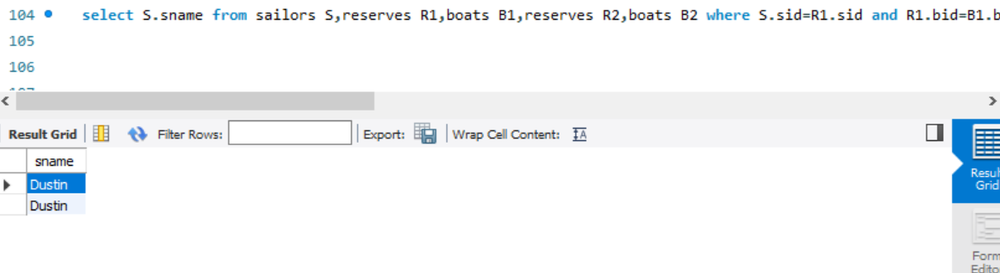 104 select S.sname from sailors S,reserves R1,boats B1,reserves R2,boats B2 where S.sid=R1.sid and R1.bid=B1.b
105
106
Result Grid Filter Rows: Export: Wrap Cell Content:
sname
Dustin
Dustin
Resul
Grid
Form
Edito